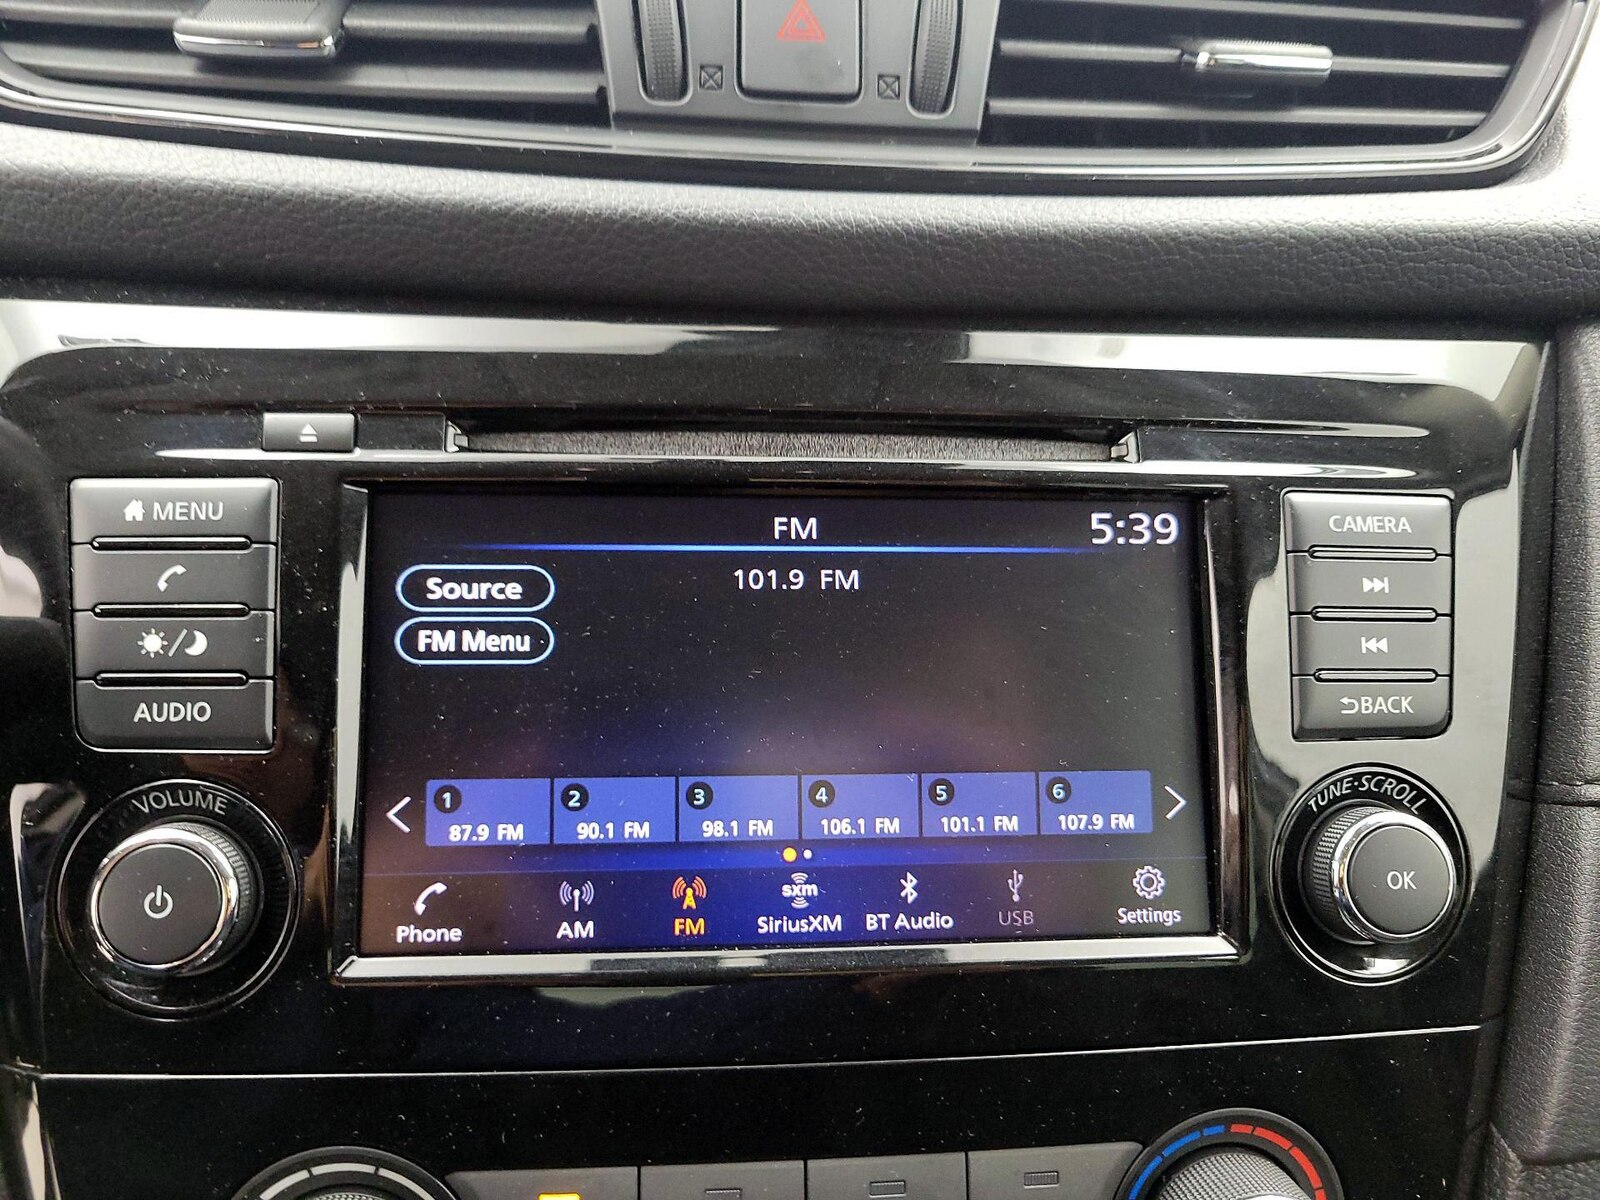 MENU
AUDIO
VOLUME
FM
5:39
Source
101.9 FM
FM Menu
1
2
3
4
5
6
87.9 FM
90.1 FM
98.1 FM
106.1 FM
101.1 FM
107.9 FM
Phone
AM
FM
sxm
SiriusXM
BT Audio
USB
Settings
CAMERA
BACK
TUNE·SCROLL
OK